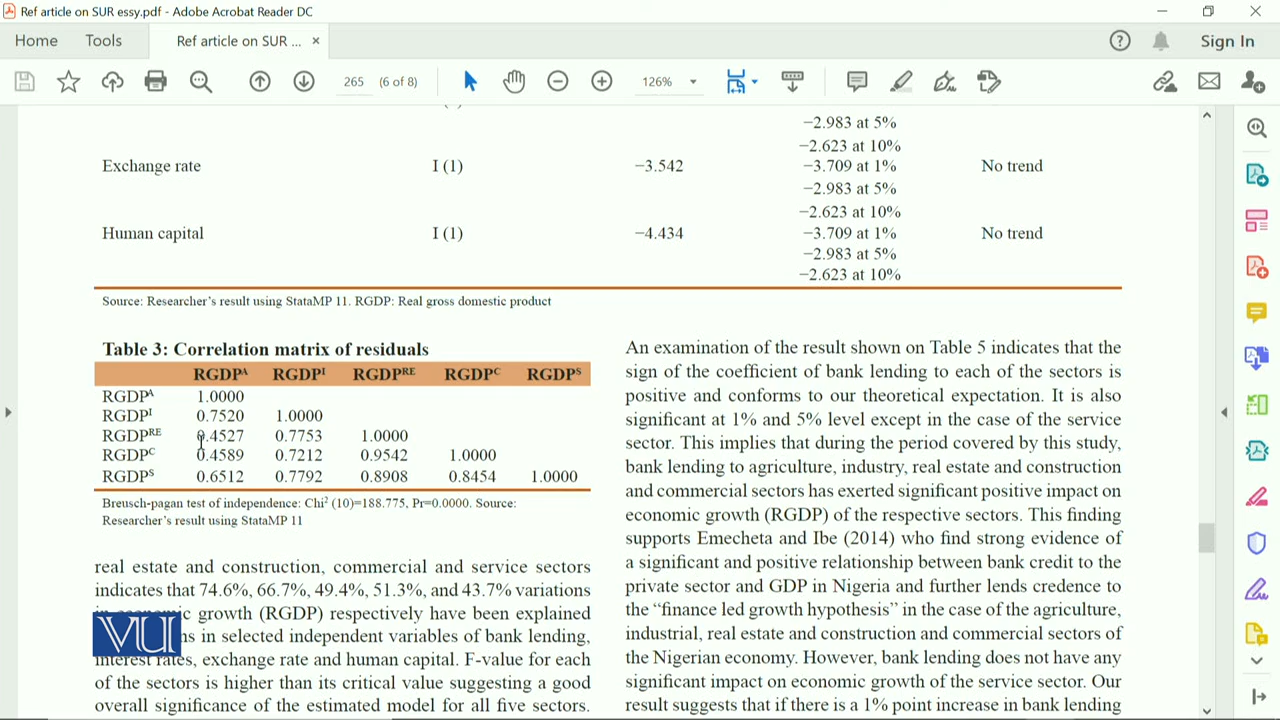 Ref article on SUR essy.pdf - Adobe Acrobat Reader DC
Home Tools Ref article on SUR ... × Sign In
265 (6 of 8) 126%
−2.983 at 5%
−2.623 at 10%
Exchange rate I (1) −3.542 −3.709 at 1% No trend
−2.983 at 5%
−2.623 at 10%
Human capital I (1) −4.434 −3.709 at 1% No trend
−2.983 at 5%
−2.623 at 10%
Source: Researcher's result using StataMP 11. RGDP: Real gross domestic product
Table 3: Correlation matrix of residuals
RGDPᴬ RGDPᴵ RGDPᴿᴱ RGDPᶜ RGDPˢ
RGDPᴬ 1.0000
RGDPᴵ 0.7520 1.0000
RGDPᴿᴱ 0.4527 0.7753 1.0000
RGDPᶜ 0.4589 0.7212 0.9542 1.0000
RGDPˢ 0.6512 0.7792 0.8908 0.8454 1.0000
Breusch-pagan test of independence: Chi² (10)=188.775, Pr=0.0000. Source:
Researcher's result using StataMP 11
real estate and construction, commercial and service sectors
indicates that 74.6%, 66.7%, 49.4%, 51.3%, and 43.7% variations
growth (RGDP) respectively have been explained
in selected independent variables of bank lending,
interest rates, exchange rate and human capital. F-value for each
of the sectors is higher than its critical value suggesting a good
overall significance of the estimated model for all five sectors.
VU
An examination of the result shown on Table 5 indicates that the
sign of the coefficient of bank lending to each of the sectors is
positive and conforms to our theoretical expectation. It is also
significant at 1% and 5% level except in the case of the service
sector. This implies that during the period covered by this study,
bank lending to agriculture, industry, real estate and construction
and commercial sectors has exerted significant positive impact on
economic growth (RGDP) of the respective sectors. This finding
supports Emecheta and Ibe (2014) who find strong evidence of
a significant and positive relationship between bank credit to the
private sector and GDP in Nigeria and further lends credence to
the “finance led growth hypothesis” in the case of the agriculture,
industrial, real estate and construction and commercial sectors of
the Nigerian economy. However, bank lending does not have any
significant impact on economic growth of the service sector. Our
result suggests that if there is a 1% point increase in bank lending